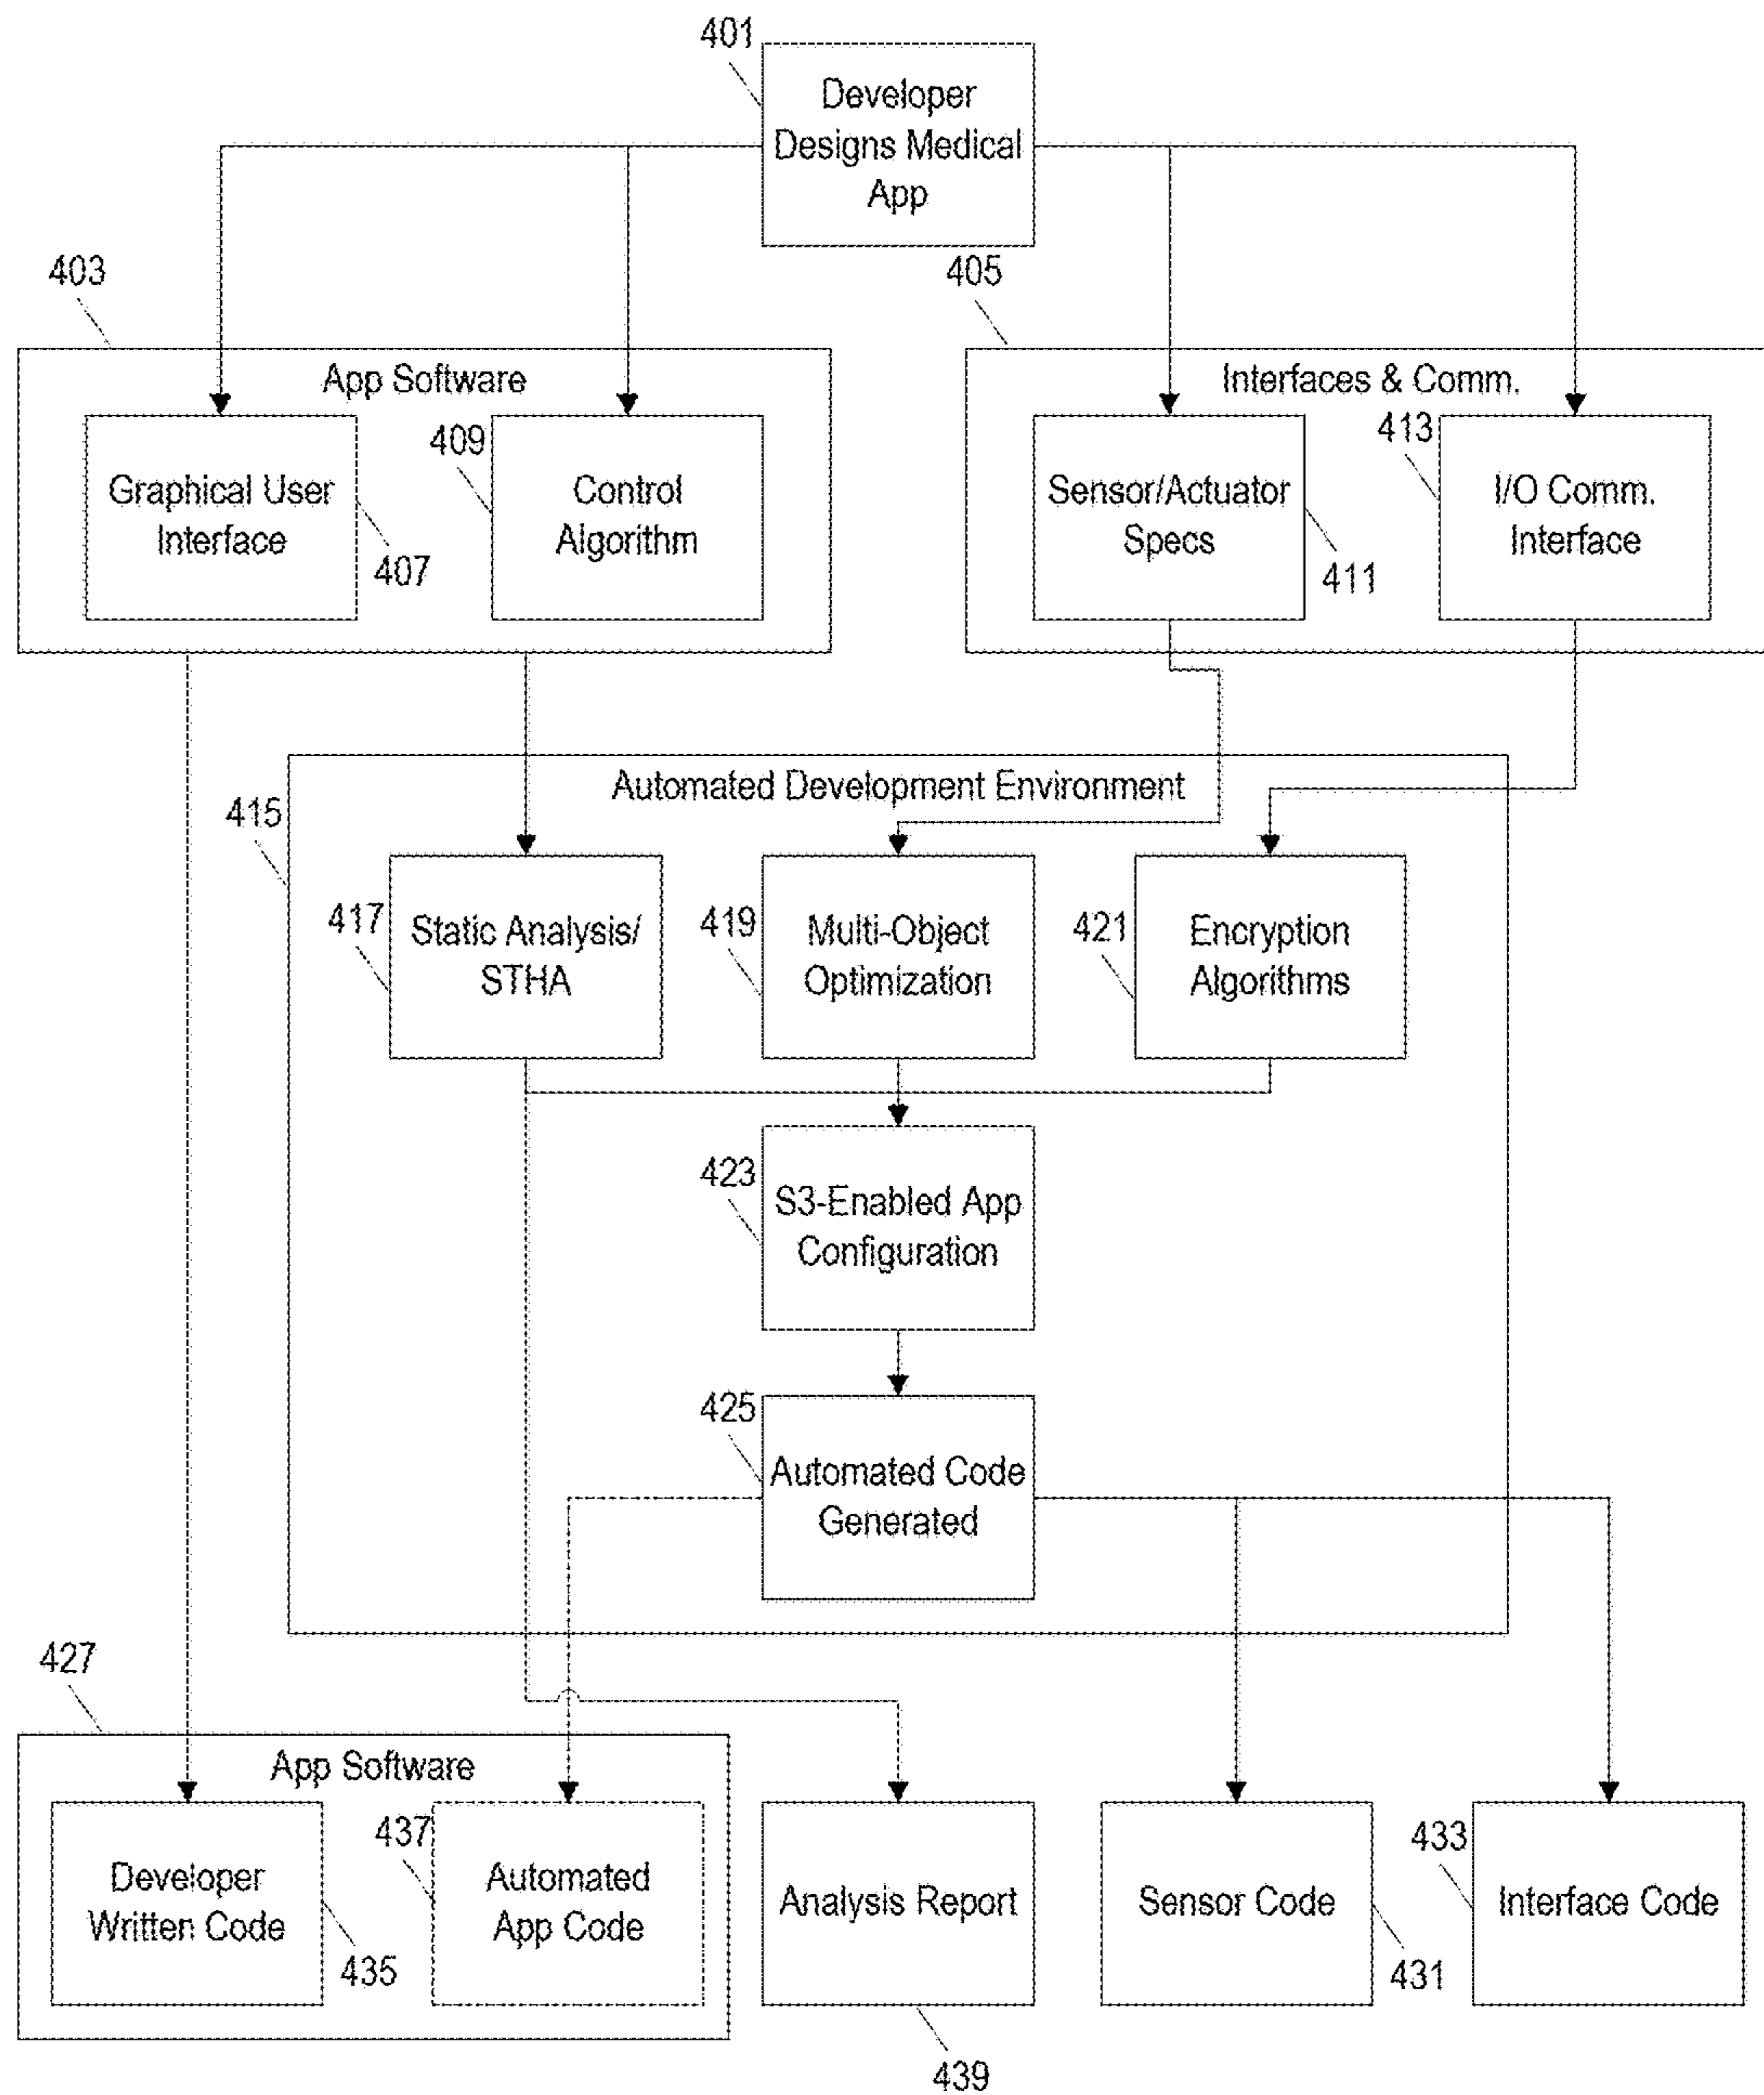 401
Developer
Designs Medical
App
403
405
App Software
Interfaces & Comm.
409
413
Graphical User
Interface
407
Control
Algorithm
Sensor/Actuator
Specs
411
I/O Comm.
Interface
Automated Development Environment
415
417
Static Analysis/
STHA
419
Multi-Object
Optimization
421
Encryption
Algorithms
423
S3-Enabled App
Configuration
425
Automated Code
Generated
427
App Software
Developer
Written Code
435
437
Automated
App Code
Analysis Report
439
Sensor Code
431
433
Interface Code